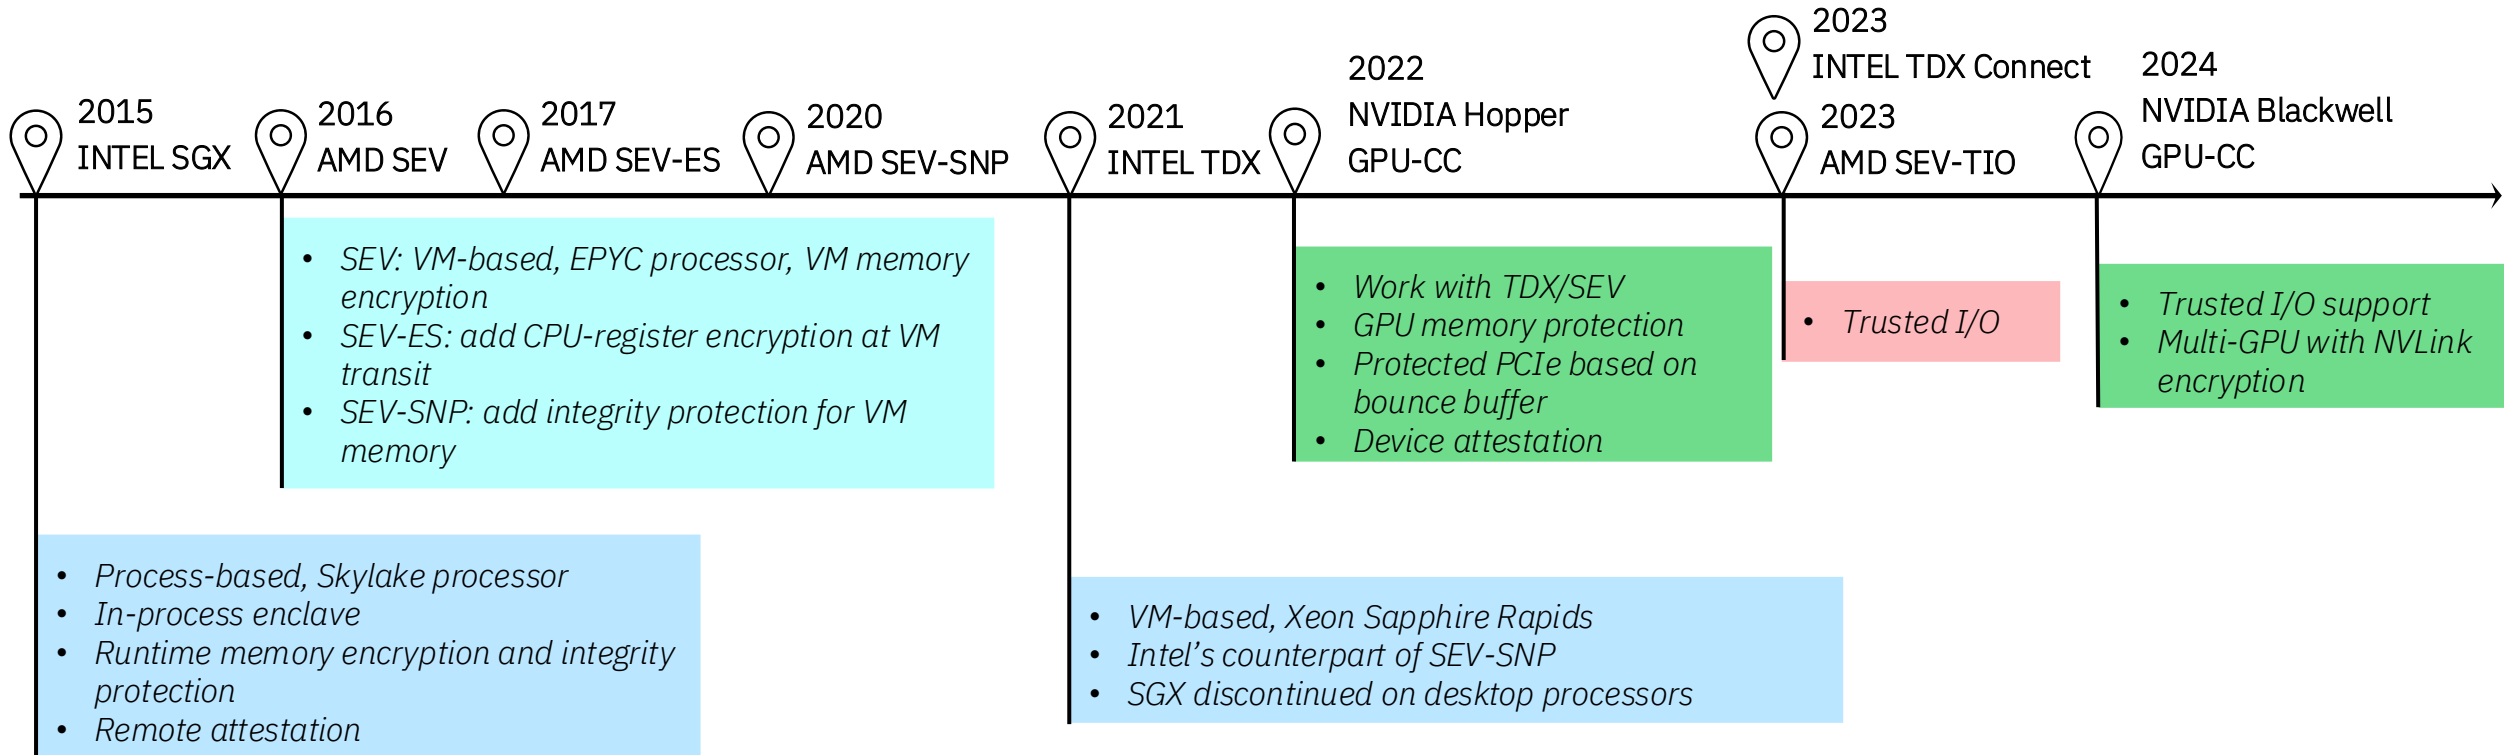 2015
INTEL SGX
2016
AMD SEV
2017
AMD SEV-ES
2020
AMD SEV-SNP
2021
INTEL TDX
2022
NVIDIA Hopper
GPU-CC
2023
INTEL TDX Connect
2023
AMD SEV-TIO
2024
NVIDIA Blackwell
GPU-CC
• SEV: VM-based, EPYC processor, VM memory
encryption
• SEV-ES: add CPU-register encryption at VM
transit
• SEV-SNP: add integrity protection for VM
memory
• Work with TDX/SEV
• GPU memory protection
• Protected PCIe based on
bounce buffer
• Device attestation
• Trusted I/O
• Trusted I/O support
• Multi-GPU with NVLink
encryption
• Process-based, Skylake processor
• In-process enclave
• Runtime memory encryption and integrity
protection
• Remote attestation
• VM-based, Xeon Sapphire Rapids
• Intel’s counterpart of SEV-SNP
• SGX discontinued on desktop processors